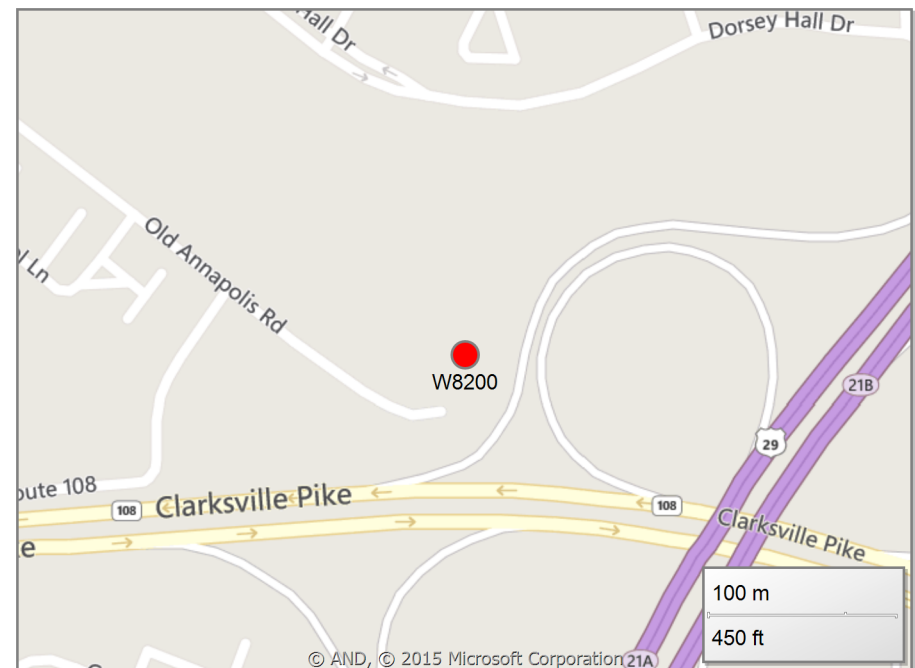 Hall Dr
Dorsey Hall Dr
Old Annapolis Rd
l Ln
W8200
21B
29
oute 108
108
Clarksville Pike
108
Clarksville Pike
e
100 m
450 ft
© AND, © 2015 Microsoft Corporation
21A